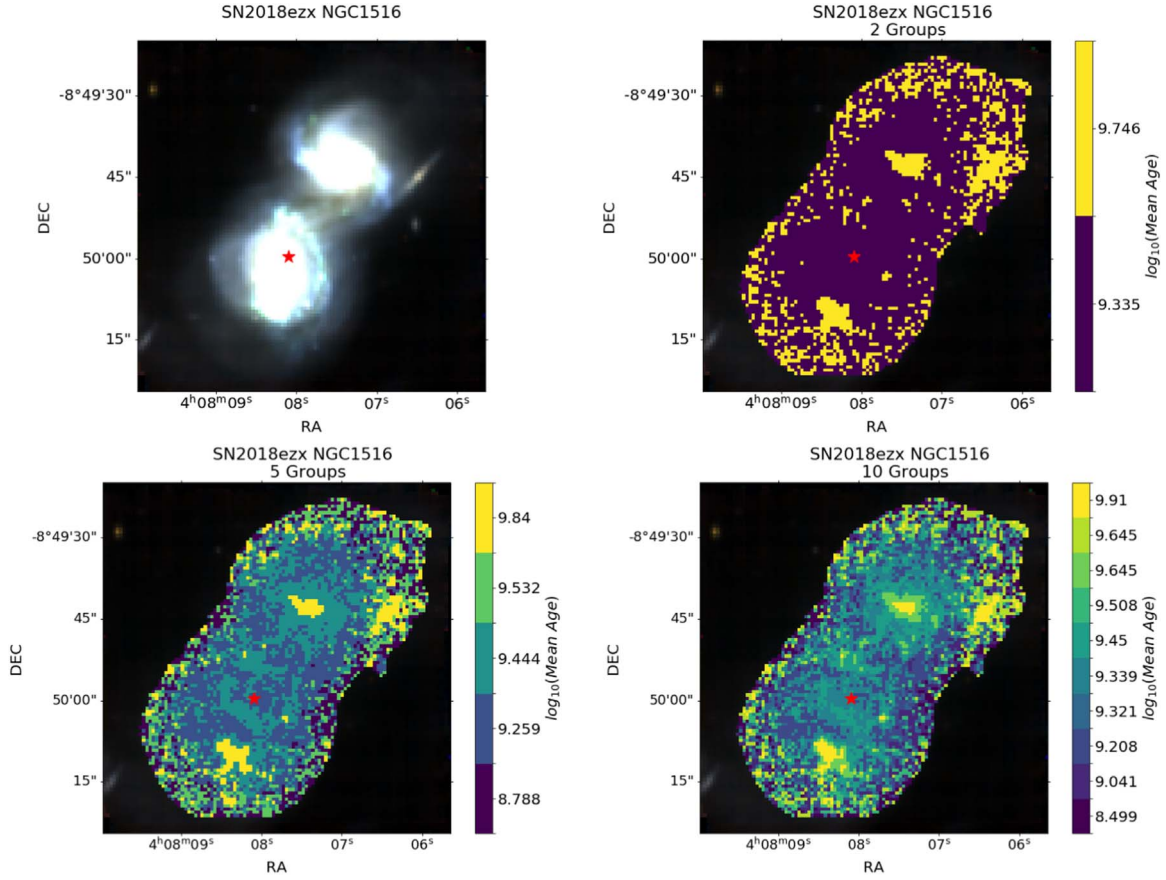 SN2018ezx NGC1516
-8°49'30"
45"
50'00"
15"
DEC
4ʰ08ᵐ09ˢ 08ˢ 07ˢ 06ˢ
RA
SN2018ezx NGC1516
2 Groups
-8°49'30"
45"
50'00"
15"
DEC
4ʰ08ᵐ09ˢ 08ˢ 07ˢ 06ˢ
RA
9.746
9.335
log₁₀(Mean Age)
SN2018ezx NGC1516
5 Groups
-8°49'30"
45"
50'00"
15"
DEC
4ʰ08ᵐ09ˢ 08ˢ 07ˢ 06ˢ
RA
9.84
9.532
9.444
9.259
8.788
log₁₀(Mean Age)
SN2018ezx NGC1516
10 Groups
-8°49'30"
45"
50'00"
15"
DEC
4ʰ08ᵐ09ˢ 08ˢ 07ˢ 06ˢ
RA
9.91
9.645
9.645
9.508
9.45
9.339
9.321
9.208
9.041
8.499
log₁₀(Mean Age)